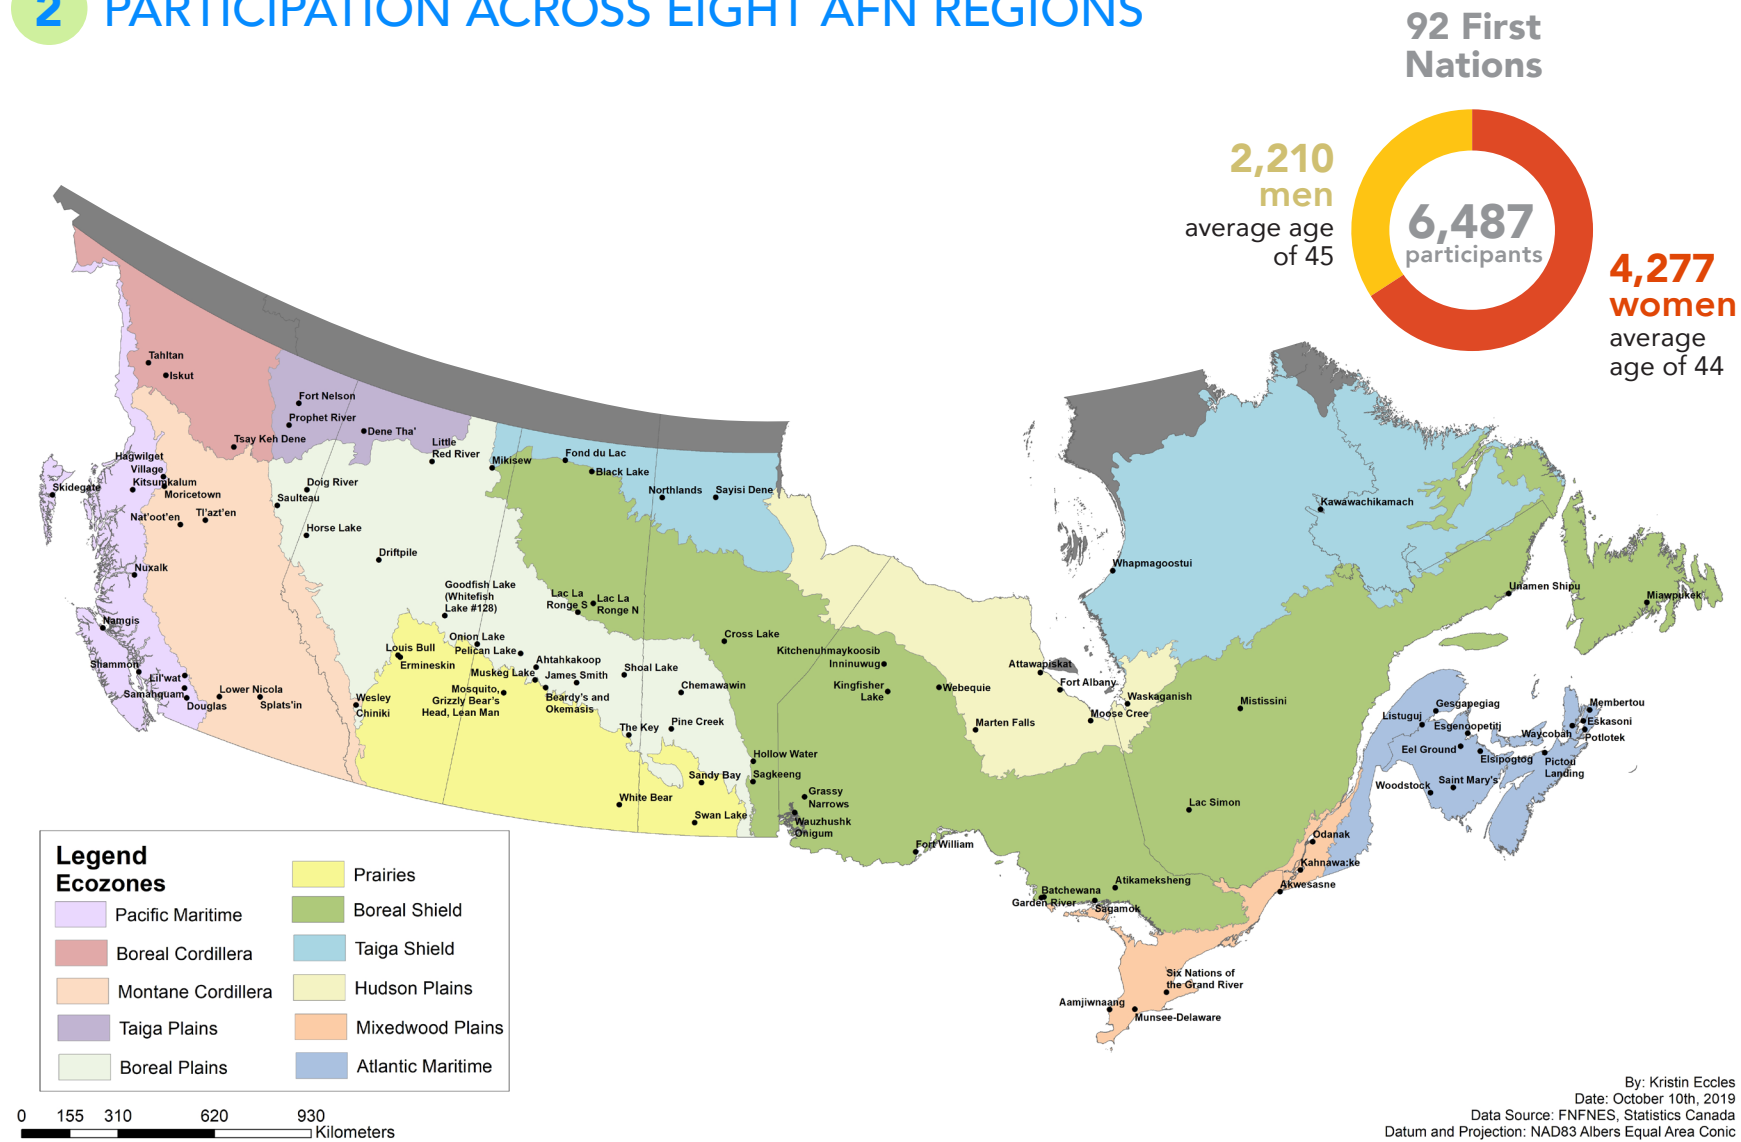 2 PARTICIPATION ACROSS EIGHT AFN REGIONS
92 First
Nations
2,210
men
average age
of 45
6,487
participants
4,277
women
average
age of 44
Tahltan
Iskut
Fort Nelson
Prophet River
Dene Tha'
Tsay Keh Dene
Little
Red River
Mikisew
Fond du Lac
Black Lake
Northlands
Sayisi Dene
Hagwilget
Village
Kitsumkalum
Moricetown
Skidegate
Nat'oot'en
Tl'azt'en
Doig River
Saulteau
Horse Lake
Driftpile
Nuxalk
Goodfish Lake
(Whitefish
Lake #128)
Lac La
Ronge S
Lac La
Ronge N
Namgis
Shammon
Lil'wat
Samahquam
Douglas
Lower Nicola
Splats'in
Louis Bull
Ermineskin
Onion Lake
Pelican Lake
Muskeg Lake
Ahtahkakoop
James Smith
Mosquito,
Grizzly Bear's
Head, Lean Man
Beardy's and
Okemasis
Wesley
Chiniki
Shoal Lake
Chemawawin
The Key
Pine Creek
Cross Lake
Kitchenuhmaykoosib
Inninuwug
Kingfisher
Lake
Webequie
Marten Falls
Attawapiskat
Fort Albany
Moose Cree
Waskaganish
Whapmagoostui
Kawawachikamach
Mistissini
Lac Simon
Unamen Shipu
Miawpukek
Hollow Water
Sagkeeng
Sandy Bay
White Bear
Swan Lake
Grassy
Narrows
Wauzhushk
Onigum
Fort William
Batchewana
Garden River
Atikameksheng
Sagamok
Odanak
Kahnawa:ke
Akwesasne
Six Nations of
the Grand River
Aamjiwnaang
Munsee-Delaware
Listuguj
Gesgapegiag
Esgenoopetitj
Eel Ground
Elsipogtog
Woodstock
Saint Mary's
Membertou
Eskasoni
Waycobah
Potlotek
Pictou
Landing
Legend
Ecozones
Pacific Maritime
Boreal Cordillera
Montane Cordillera
Taiga Plains
Boreal Plains
Prairies
Boreal Shield
Taiga Shield
Hudson Plains
Mixedwood Plains
Atlantic Maritime
0 155 310 620 930
Kilometers
By: Kristin Eccles
Date: October 10th, 2019
Data Source: FNFNES, Statistics Canada
Datum and Projection: NAD83 Albers Equal Area Conic